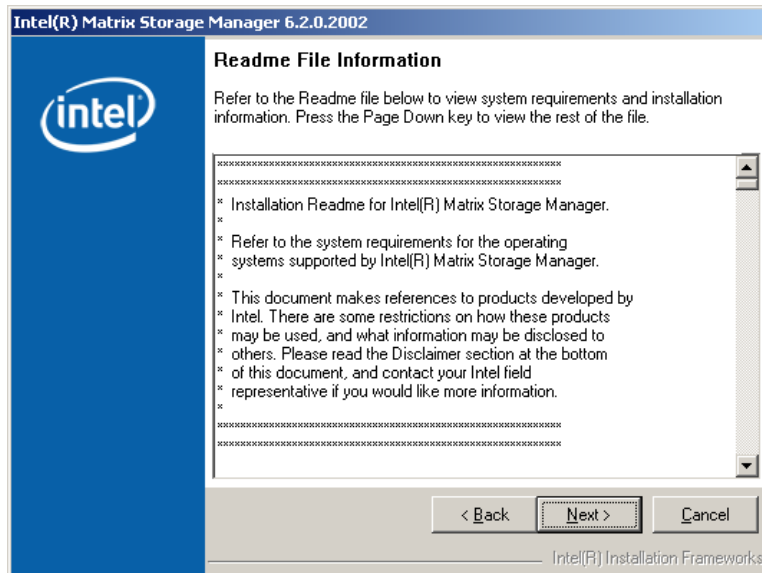 Intel(R) Matrix Storage Manager 6.2.0.2002
intel
Readme File Information
Refer to the Readme file below to view system requirements and installation
information. Press the Page Down key to view the rest of the file.
************************************************************
************************************************************
* Installation Readme for Intel(R) Matrix Storage Manager.
*
* Refer to the system requirements for the operating
* systems supported by Intel(R) Matrix Storage Manager.
*
* This document makes references to products developed by
* Intel. There are some restrictions on how these products
* may be used, and what information may be disclosed to
* others. Please read the Disclaimer section at the bottom
* of this document, and contact your Intel field
* representative if you would like more information.
*
************************************************************
************************************************************
< Back Next > Cancel
Intel(R) Installation Frameworks